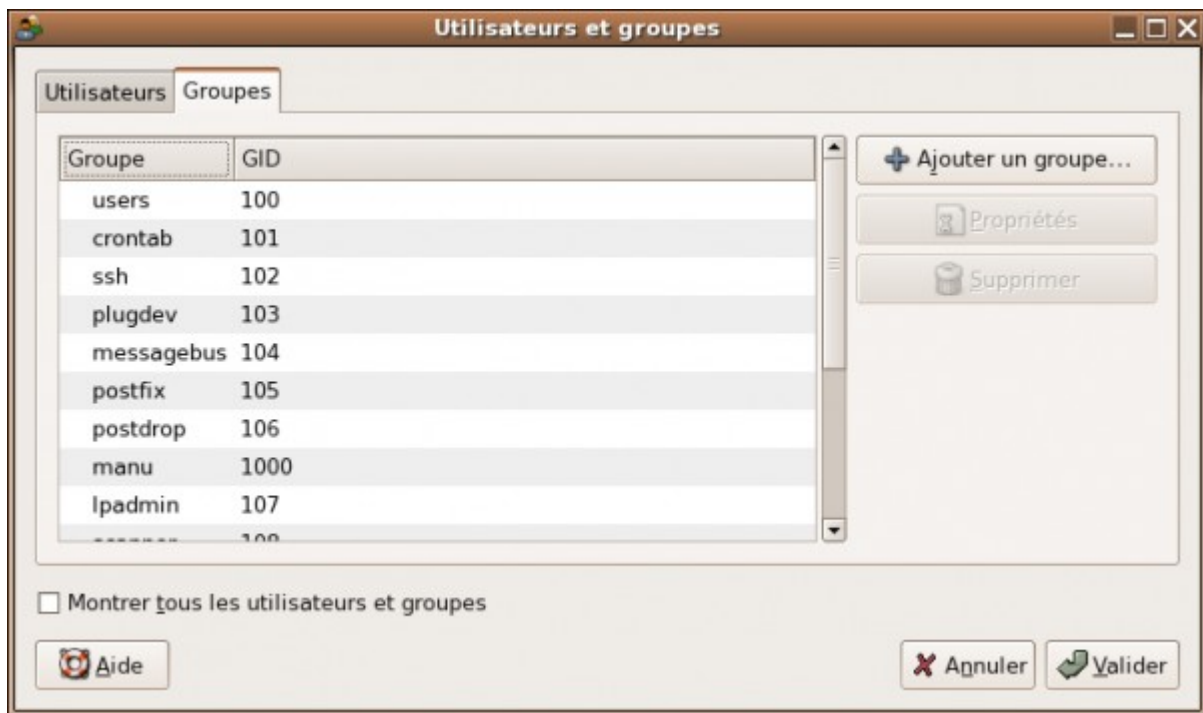 Utilisateurs et groupes
Utilisateurs
Groupes
Groupe GID
users 100
crontab 101
ssh 102
plugdev 103
messagebus 104
postfix 105
postdrop 106
manu 1000
lpadmin 107
Ajouter un groupe...
Propriétés
Supprimer
Montrer tous les utilisateurs et groupes
Aide
Annuler
Valider